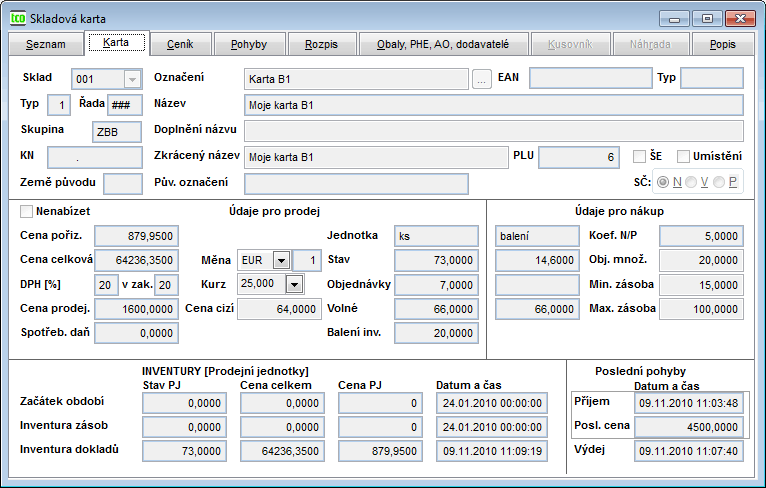 ico Skladová karta
Seznam Karta Ceník Pohyby Rozpis Obaly, PHE, AO, dodavatelé Kusovník Náhrada Popis
Sklad 001 Označení Karta B1 ... EAN Typ
Typ 1 Řada ### Název Moje karta B1
Skupina ZBB Doplnění názvu
KN . Zkrácený název Moje karta B1 PLU 6 ŠE Umístění
Země původu Pův. označení SČ: N V P
Nenabízet Údaje pro prodej Údaje pro nákup
Cena poříz. 879,9500 Jednotka ks balení Koef. N/P 5,0000
Cena celková 64236,3500 Měna EUR 1 Stav 73,0000 14,6000 Obj. množ. 20,0000
DPH [%] 20 v zak. 20 Kurz 25,000 Objednávky 7,0000 Min. zásoba 15,0000
Cena prodej. 1600,0000 Cena cizí 64,0000 Volné 66,0000 66,0000 Max. zásoba 100,0000
Spotřeb. daň 0,0000 Balení inv. 20,0000
INVENTURY [Prodejní jednotky] Poslední pohyby
Stav PJ Cena celkem Cena PJ Datum a čas Datum a čas
Začátek období 0,0000 0,0000 0 24.01.2010 00:00:00 Příjem 09.11.2010 11:03:48
Inventura zásob 0,0000 0,0000 0 24.01.2010 00:00:00 Posl. cena 4500,0000
Inventura dokladů 73,0000 64236,3500 879,9500 09.11.2010 11:09:19 Výdej 09.11.2010 11:07:40